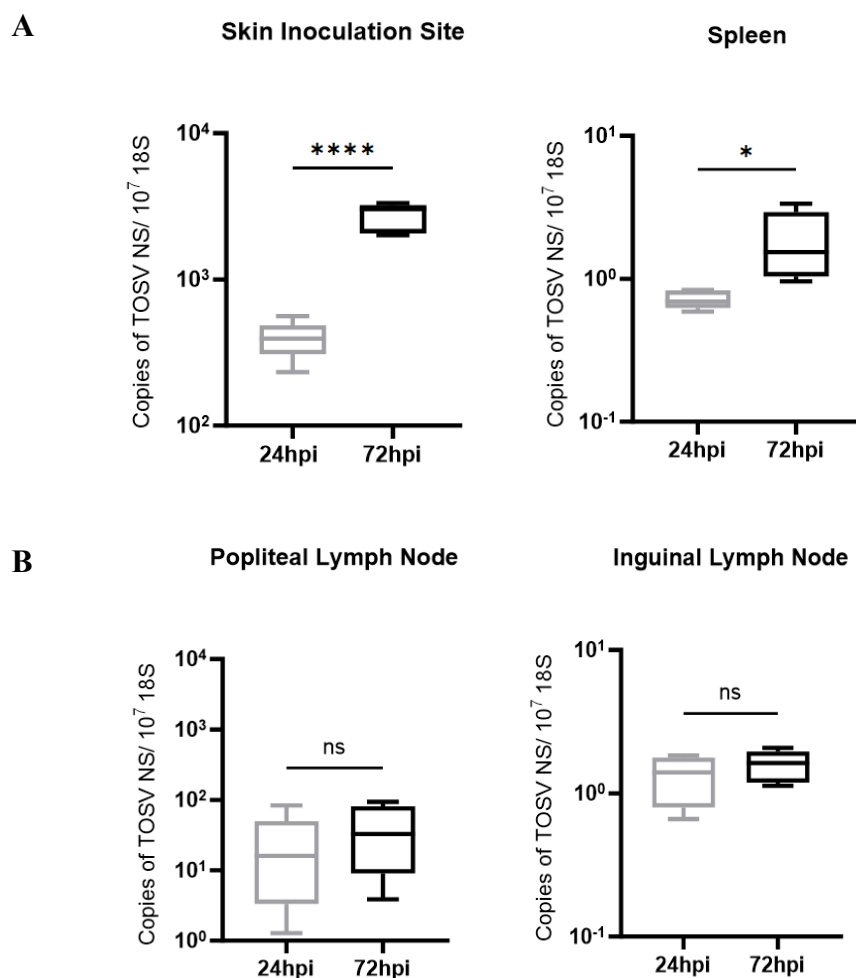 A
Skin Inoculation Site
Spleen
Copies of TOSV NS/ 10⁷ 18S
10⁴
10³
10²
****
24hpi
72hpi
Copies of TOSV NS/ 10⁷ 18S
10¹
10⁰
10⁻¹
*
24hpi
72hpi
B
Popliteal Lymph Node
Inguinal Lymph Node
Copies of TOSV NS/ 10⁷ 18S
10⁴
10³
10²
10¹
10⁰
ns
24hpi
72hpi
Copies of TOSV NS/ 10⁷ 18S
10¹
10⁰
10⁻¹
ns
24hpi
72hpi